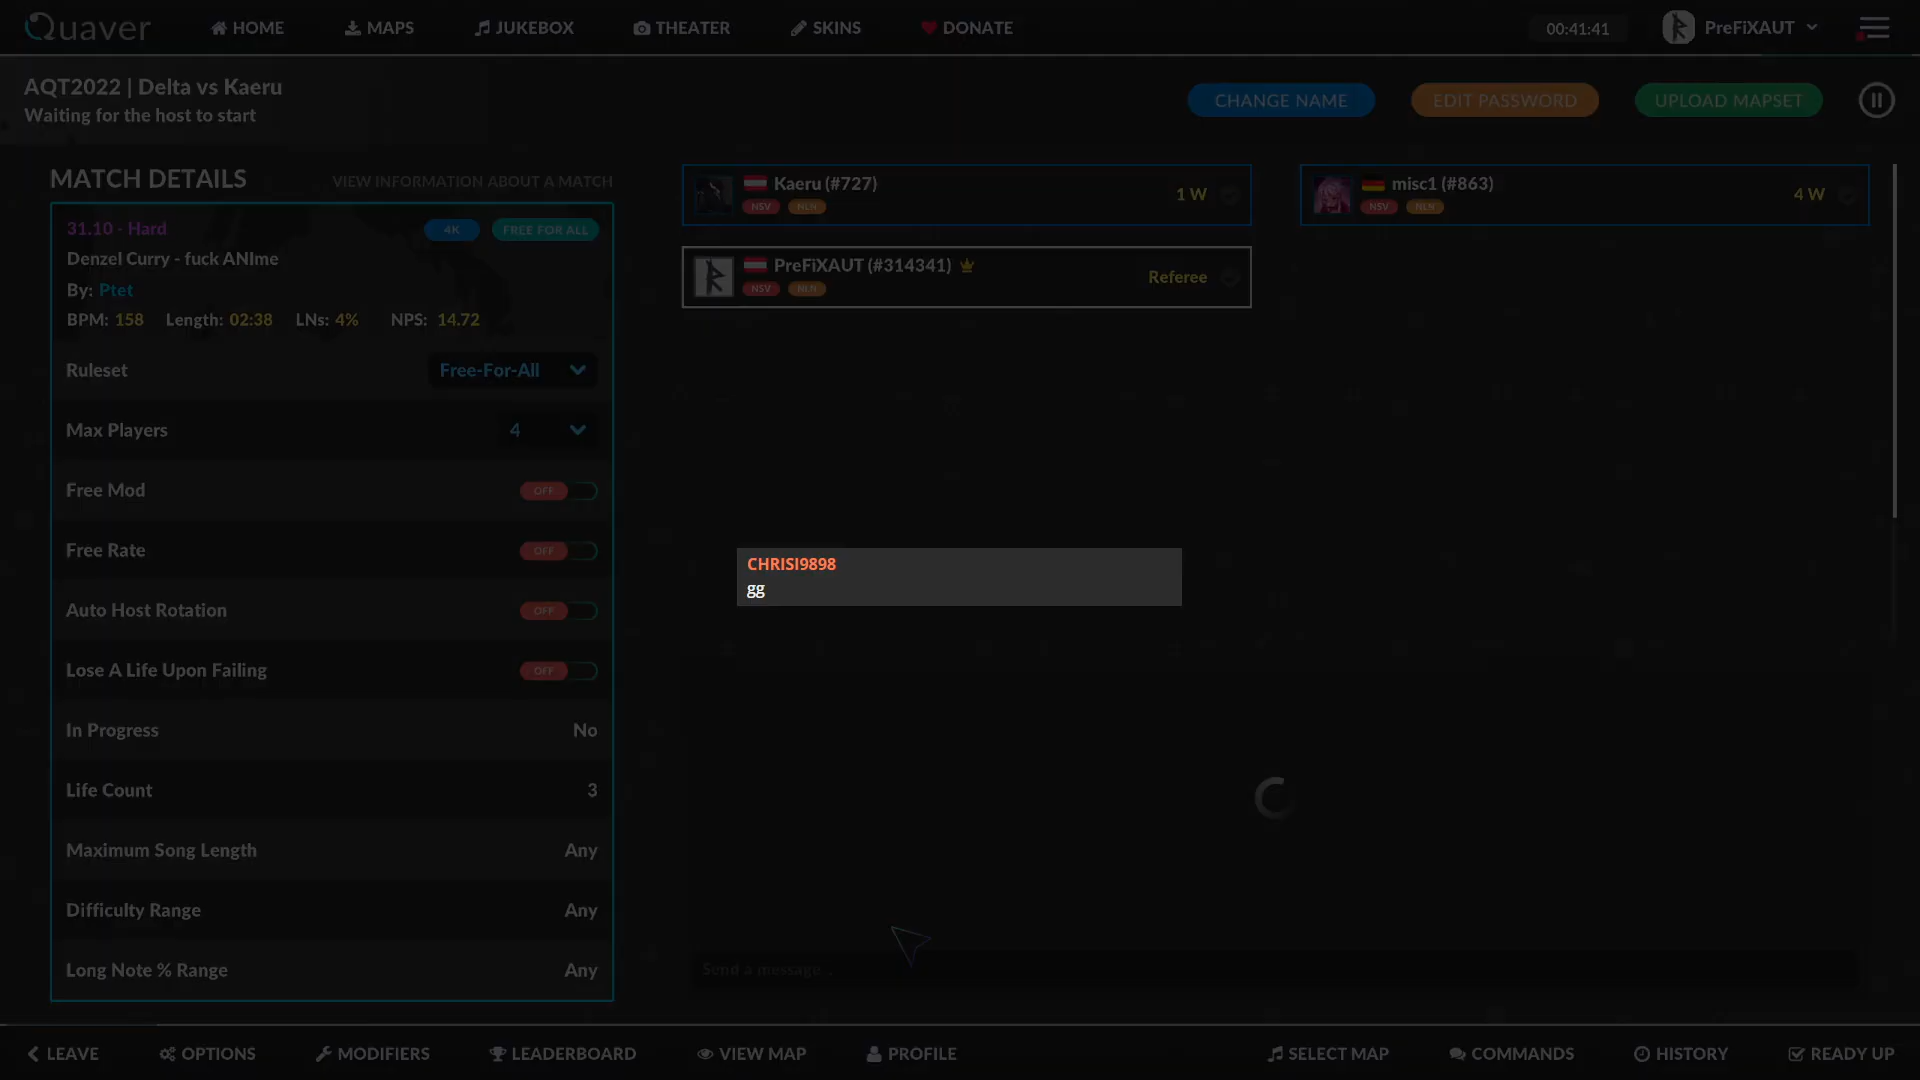 Quaver
HOME
MAPS
JUKEBOX
THEATER
SKINS
DONATE
00:41:41
PreFiXAUT
AQT2022 | Delta vs Kaeru
Waiting for the host to start
CHANGE NAME
EDIT PASSWORD
UPLOAD MAPSET
MATCH DETAILS
VIEW INFORMATION ABOUT A MATCH
31.10 - Hard
4K
FREE FOR ALL
Denzel Curry - fuck ANIme
By: Ptet
BPM: 158 Length: 02:38 LNs: 4% NPS: 14.72
Ruleset
Free-For-All
Max Players
4
Free Mod
OFF
Free Rate
OFF
Auto Host Rotation
OFF
Lose A Life Upon Failing
OFF
In Progress
No
Life Count
3
Maximum Song Length
Any
Difficulty Range
Any
Long Note % Range
Any
Kaeru (#727)
NSV
NLN
1 W
misc1 (#863)
NSV
NLN
4 W
PreFiXAUT (#314341)
NSV
NLN
Referee
CHRISI9898
gg
Send a message...
LEAVE
OPTIONS
MODIFIERS
LEADERBOARD
VIEW MAP
PROFILE
SELECT MAP
COMMANDS
HISTORY
READY UP